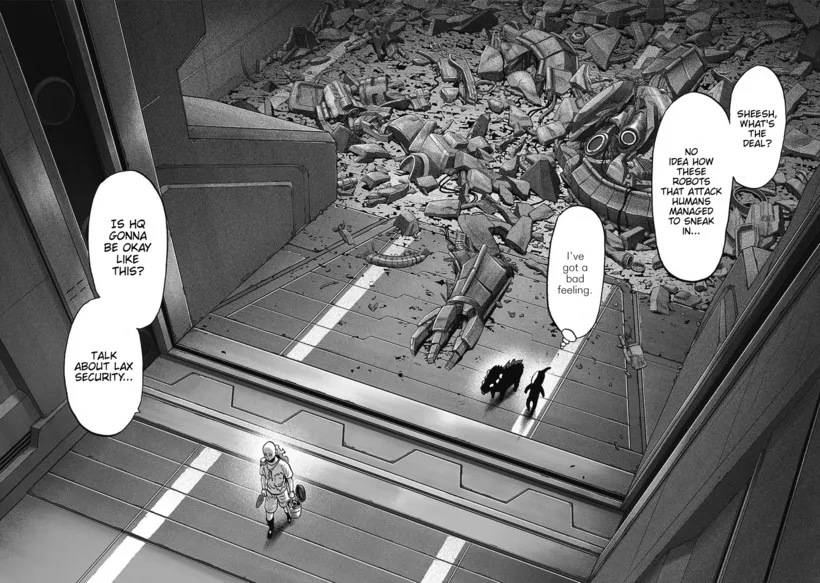 SHEESH,
WHAT'S
THE
DEAL?
NO
IDEA HOW
THESE
ROBOTS
THAT ATTACK
HUMANS
MANAGED
TO SNEAK
IN...
I've
got a
bad
feeling.
IS HQ
GONNA
BE OKAY
LIKE
THIS?
TALK
ABOUT LAX
SECURITY...